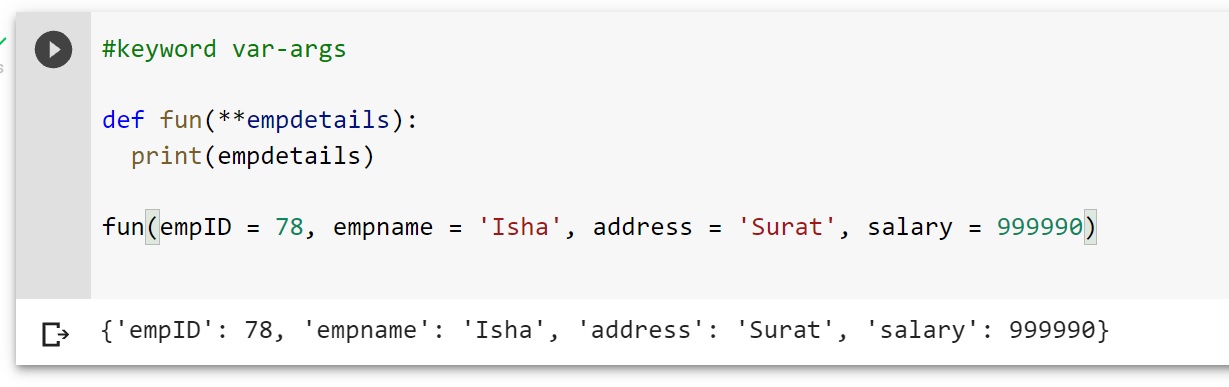 #keyword var-args
def fun(**empdetails):
print(empdetails)
fun(empID = 78, empname = 'Isha', address = 'Surat', salary = 999990)
{'empID': 78, 'empname': 'Isha', 'address': 'Surat', 'salary': 999990}